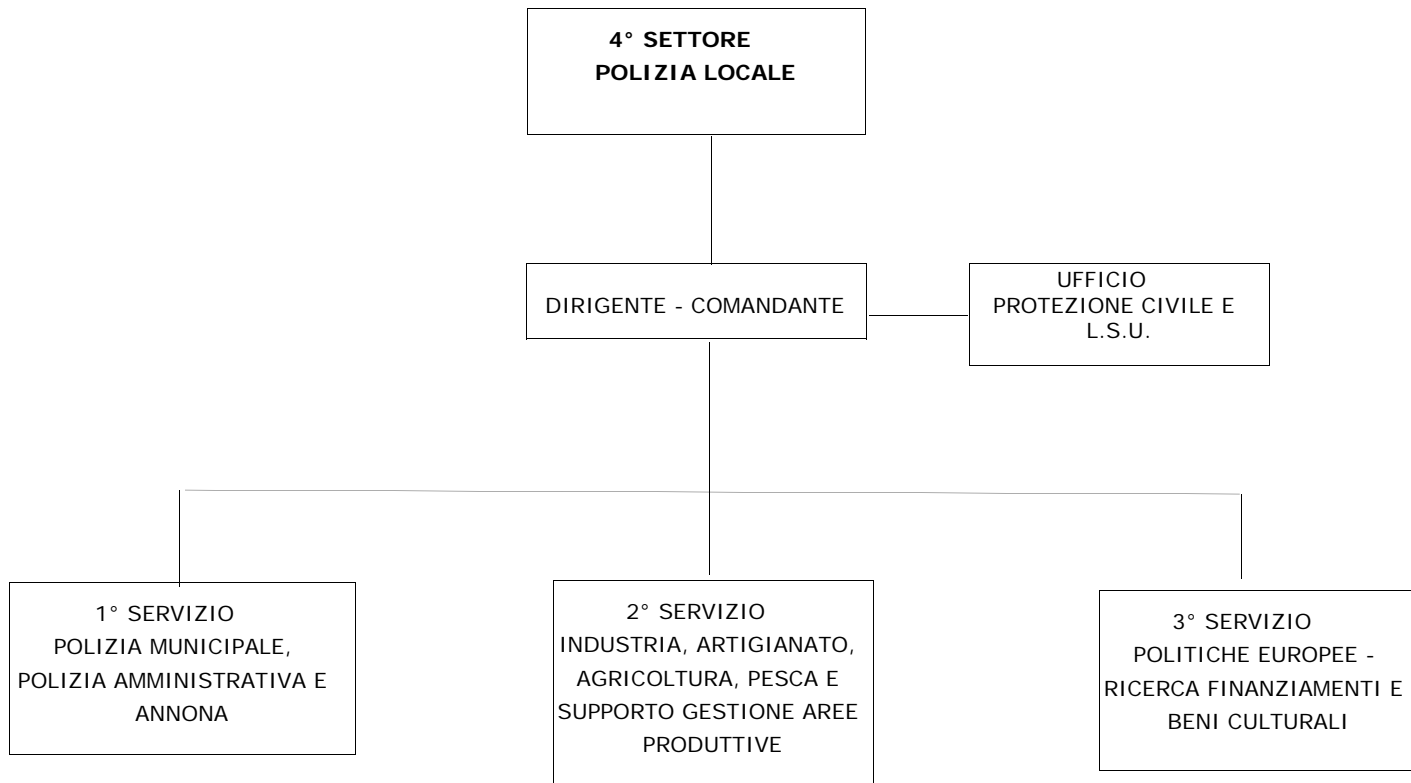 4° SETTORE
POLIZIA LOCALE
DIRIGENTE - COMANDANTE
UFFICIO
PROTEZIONE CIVILE E
L.S.U.
1° SERVIZIO
POLIZIA MUNICIPALE,
POLIZIA AMMINISTRATIVA E
ANNONA
2° SERVIZIO
INDUSTRIA, ARTIGIANATO,
AGRICOLTURA, PESCA E
SUPPORTO GESTIONE AREE
PRODUTTIVE
3° SERVIZIO
POLITICHE EUROPEE -
RICERCA FINANZIAMENTI E
BENI CULTURALI